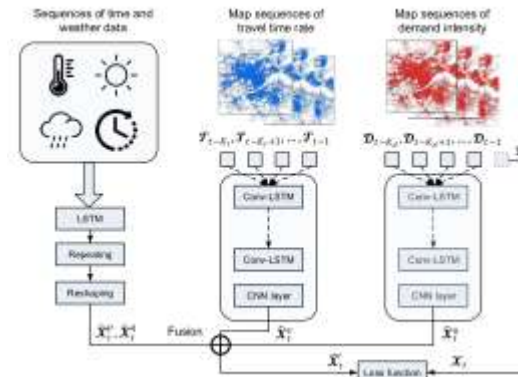 Sequences of time and
weather data
Map sequences of
travel time rate
Map sequences of
demand intensity
LSTM
Repeating
Reshaping
Conv-LSTM
Conv-LSTM
CNN layer
Conv-LSTM
Conv-LSTM
CNN layer
Fusion
Loss function